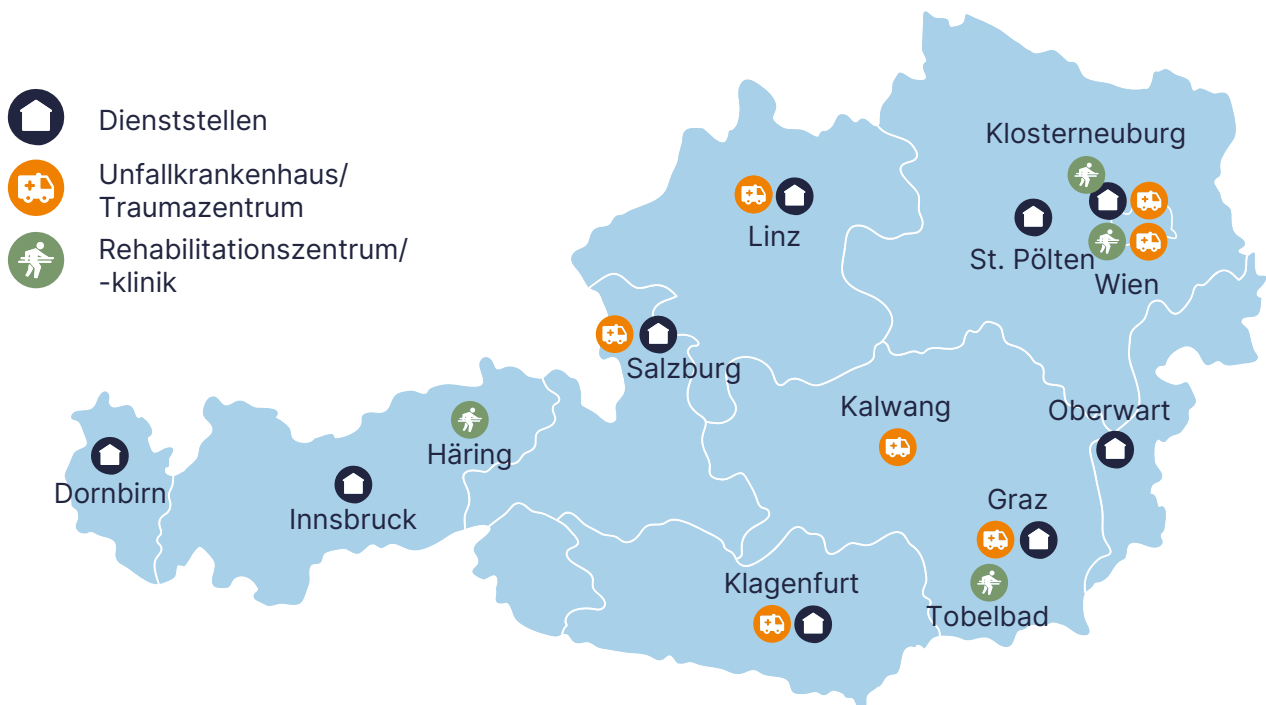 Dienststellen
Unfallkrankenhaus/
Traumazentrum
Rehabilitationszentrum/
-klinik
Klosterneuburg
Linz
St. Pölten
Wien
Salzburg
Kalwang
Oberwart
Häring
Dornbirn
Innsbruck
Graz
Klagenfurt
Tobelbad